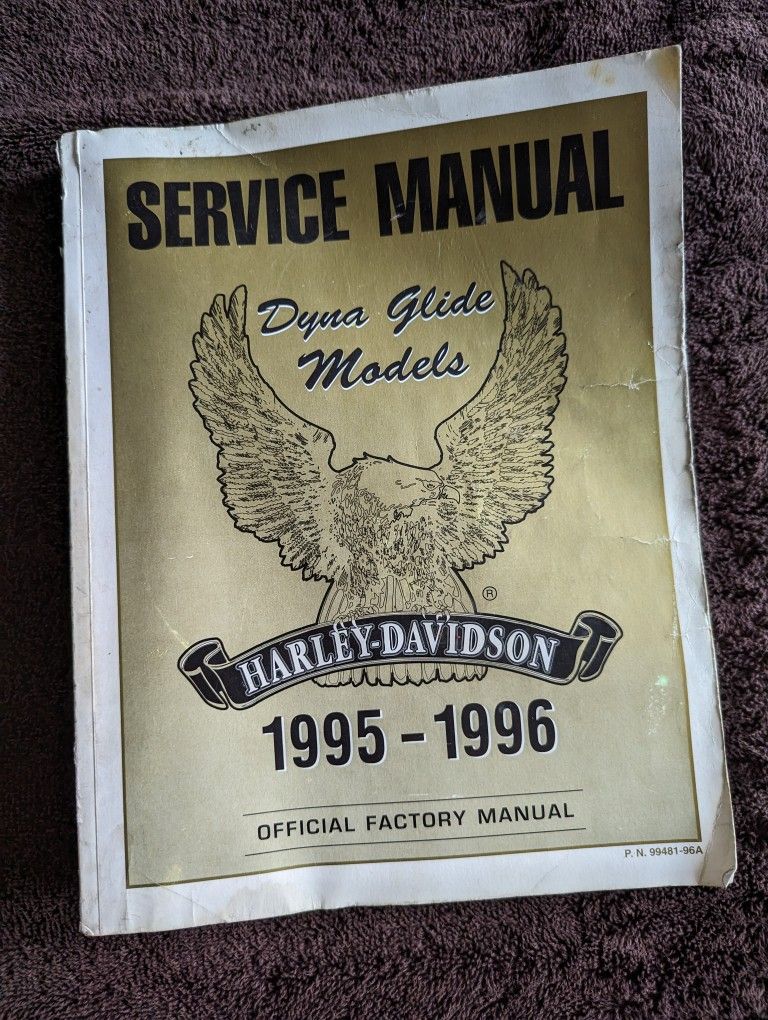 SERVICE MANUAL
Dyna Glide
Models
®
HARLEY-DAVIDSON
1995 - 1996
OFFICIAL FACTORY MANUAL
P. N. 99481-96A